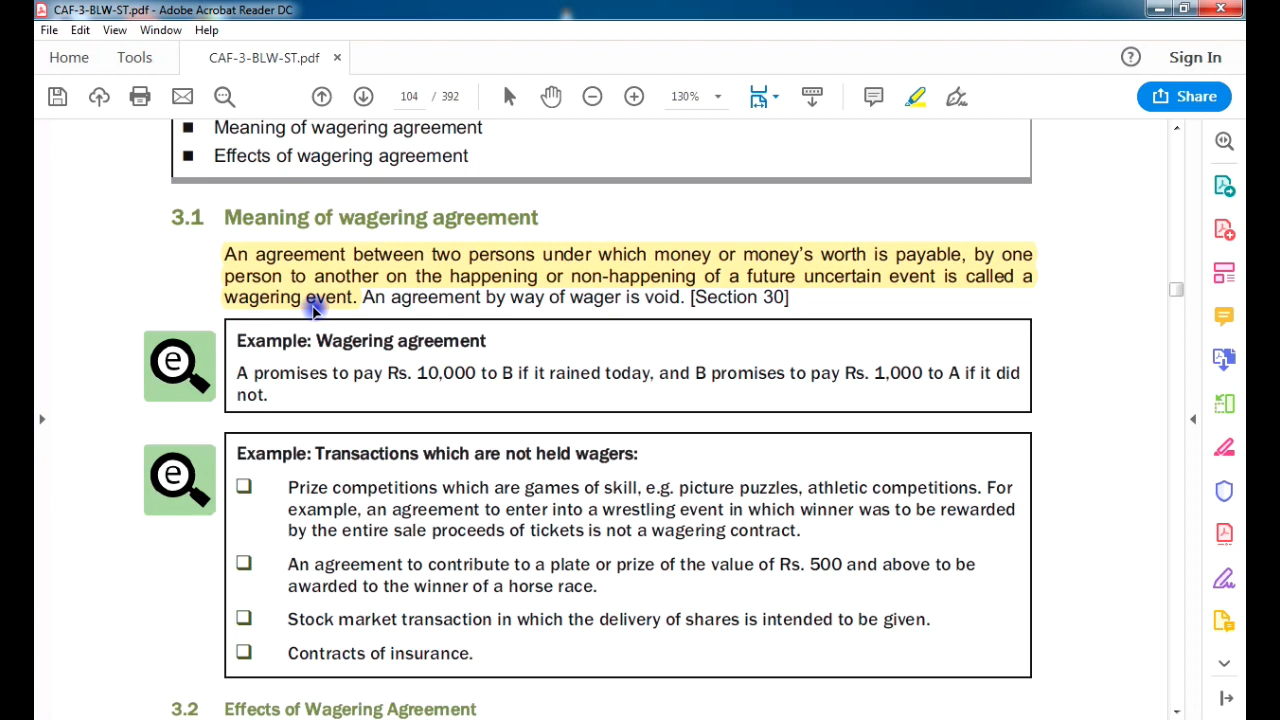 CAF-3-BLW-ST.pdf - Adobe Acrobat Reader DC
File Edit View Window Help
Home Tools CAF-3-BLW-ST.pdf × Sign In
104 / 392 130% Share
■ Meaning of wagering agreement
■ Effects of wagering agreement
3.1 Meaning of wagering agreement
An agreement between two persons under which money or money's worth is payable, by one
person to another on the happening or non-happening of a future uncertain event is called a
wagering event. An agreement by way of wager is void. [Section 30]
e
Example: Wagering agreement
A promises to pay Rs. 10,000 to B if it rained today, and B promises to pay Rs. 1,000 to A if it did
not.
e
Example: Transactions which are not held wagers:
❑ Prize competitions which are games of skill, e.g. picture puzzles, athletic competitions. For
example, an agreement to enter into a wrestling event in which winner was to be rewarded
by the entire sale proceeds of tickets is not a wagering contract.
❑ An agreement to contribute to a plate or prize of the value of Rs. 500 and above to be
awarded to the winner of a horse race.
❑ Stock market transaction in which the delivery of shares is intended to be given.
❑ Contracts of insurance.
3.2 Effects of Wagering Agreement